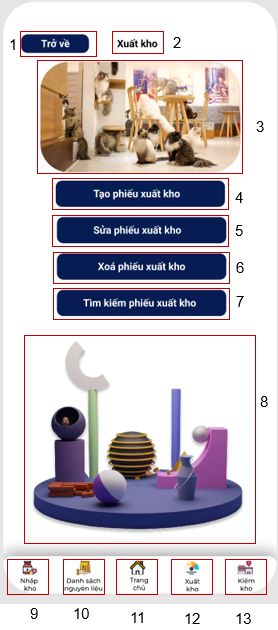 1 Trở về Xuất kho 2
3
Tạo phiếu xuất kho 4
Sửa phiếu xuất kho 5
Xoá phiếu xuất kho 6
Tìm kiếm phiếu xuất kho 7
8
Nhập
kho
Danh sách
nguyên liệu
Trang
chủ
Xuất
kho
Kiểm
kho
9 10 11 12 13